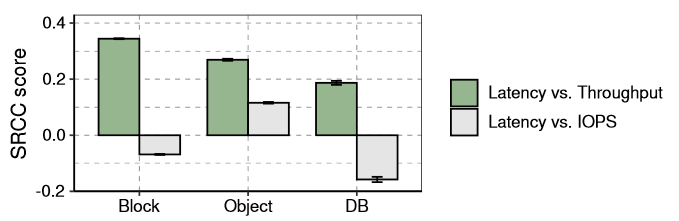 SRCC score
0.4
0.2
0.0
-0.2
Block Object DB
Latency vs. Throughput
Latency vs. IOPS